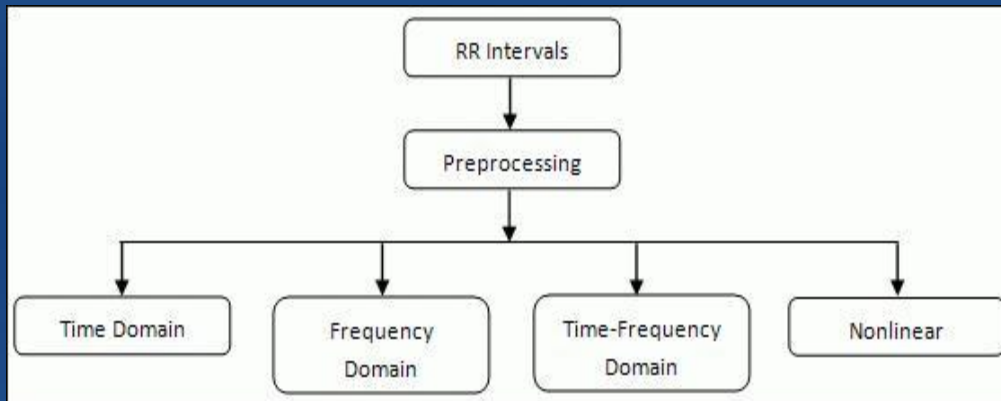 RR Intervals
Preprocessing
Time Domain
Frequency
Domain
Time-Frequency
Domain
Nonlinear